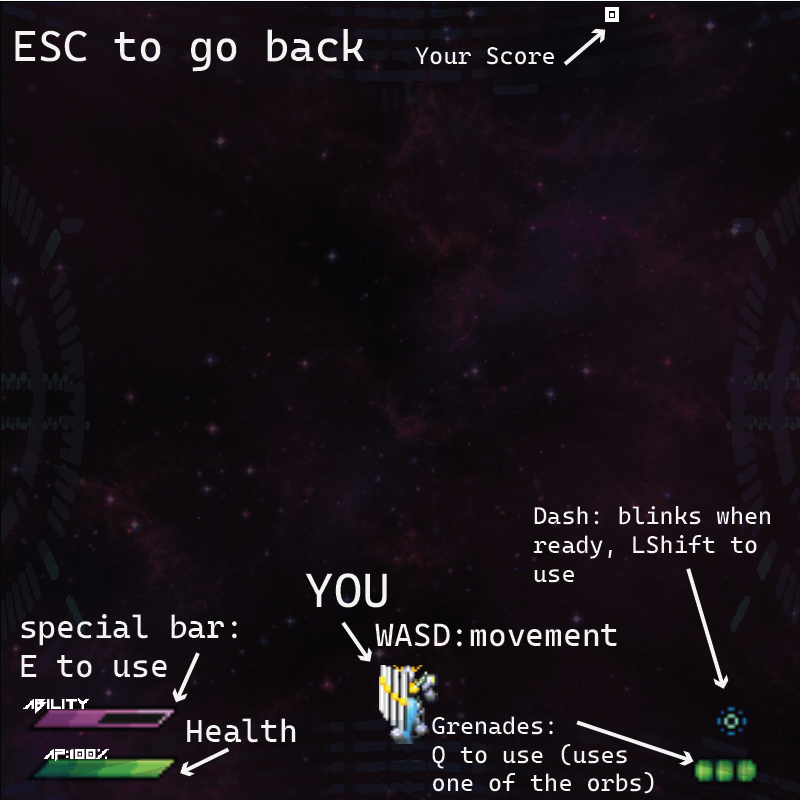 ESC to go back
Your Score
0
Dash: blinks when
ready, LShift to
use
YOU
WASD:movement
special bar:
E to use
ABILITY
Health
AP:100%
Grenades:
Q to use (uses
one of the orbs)